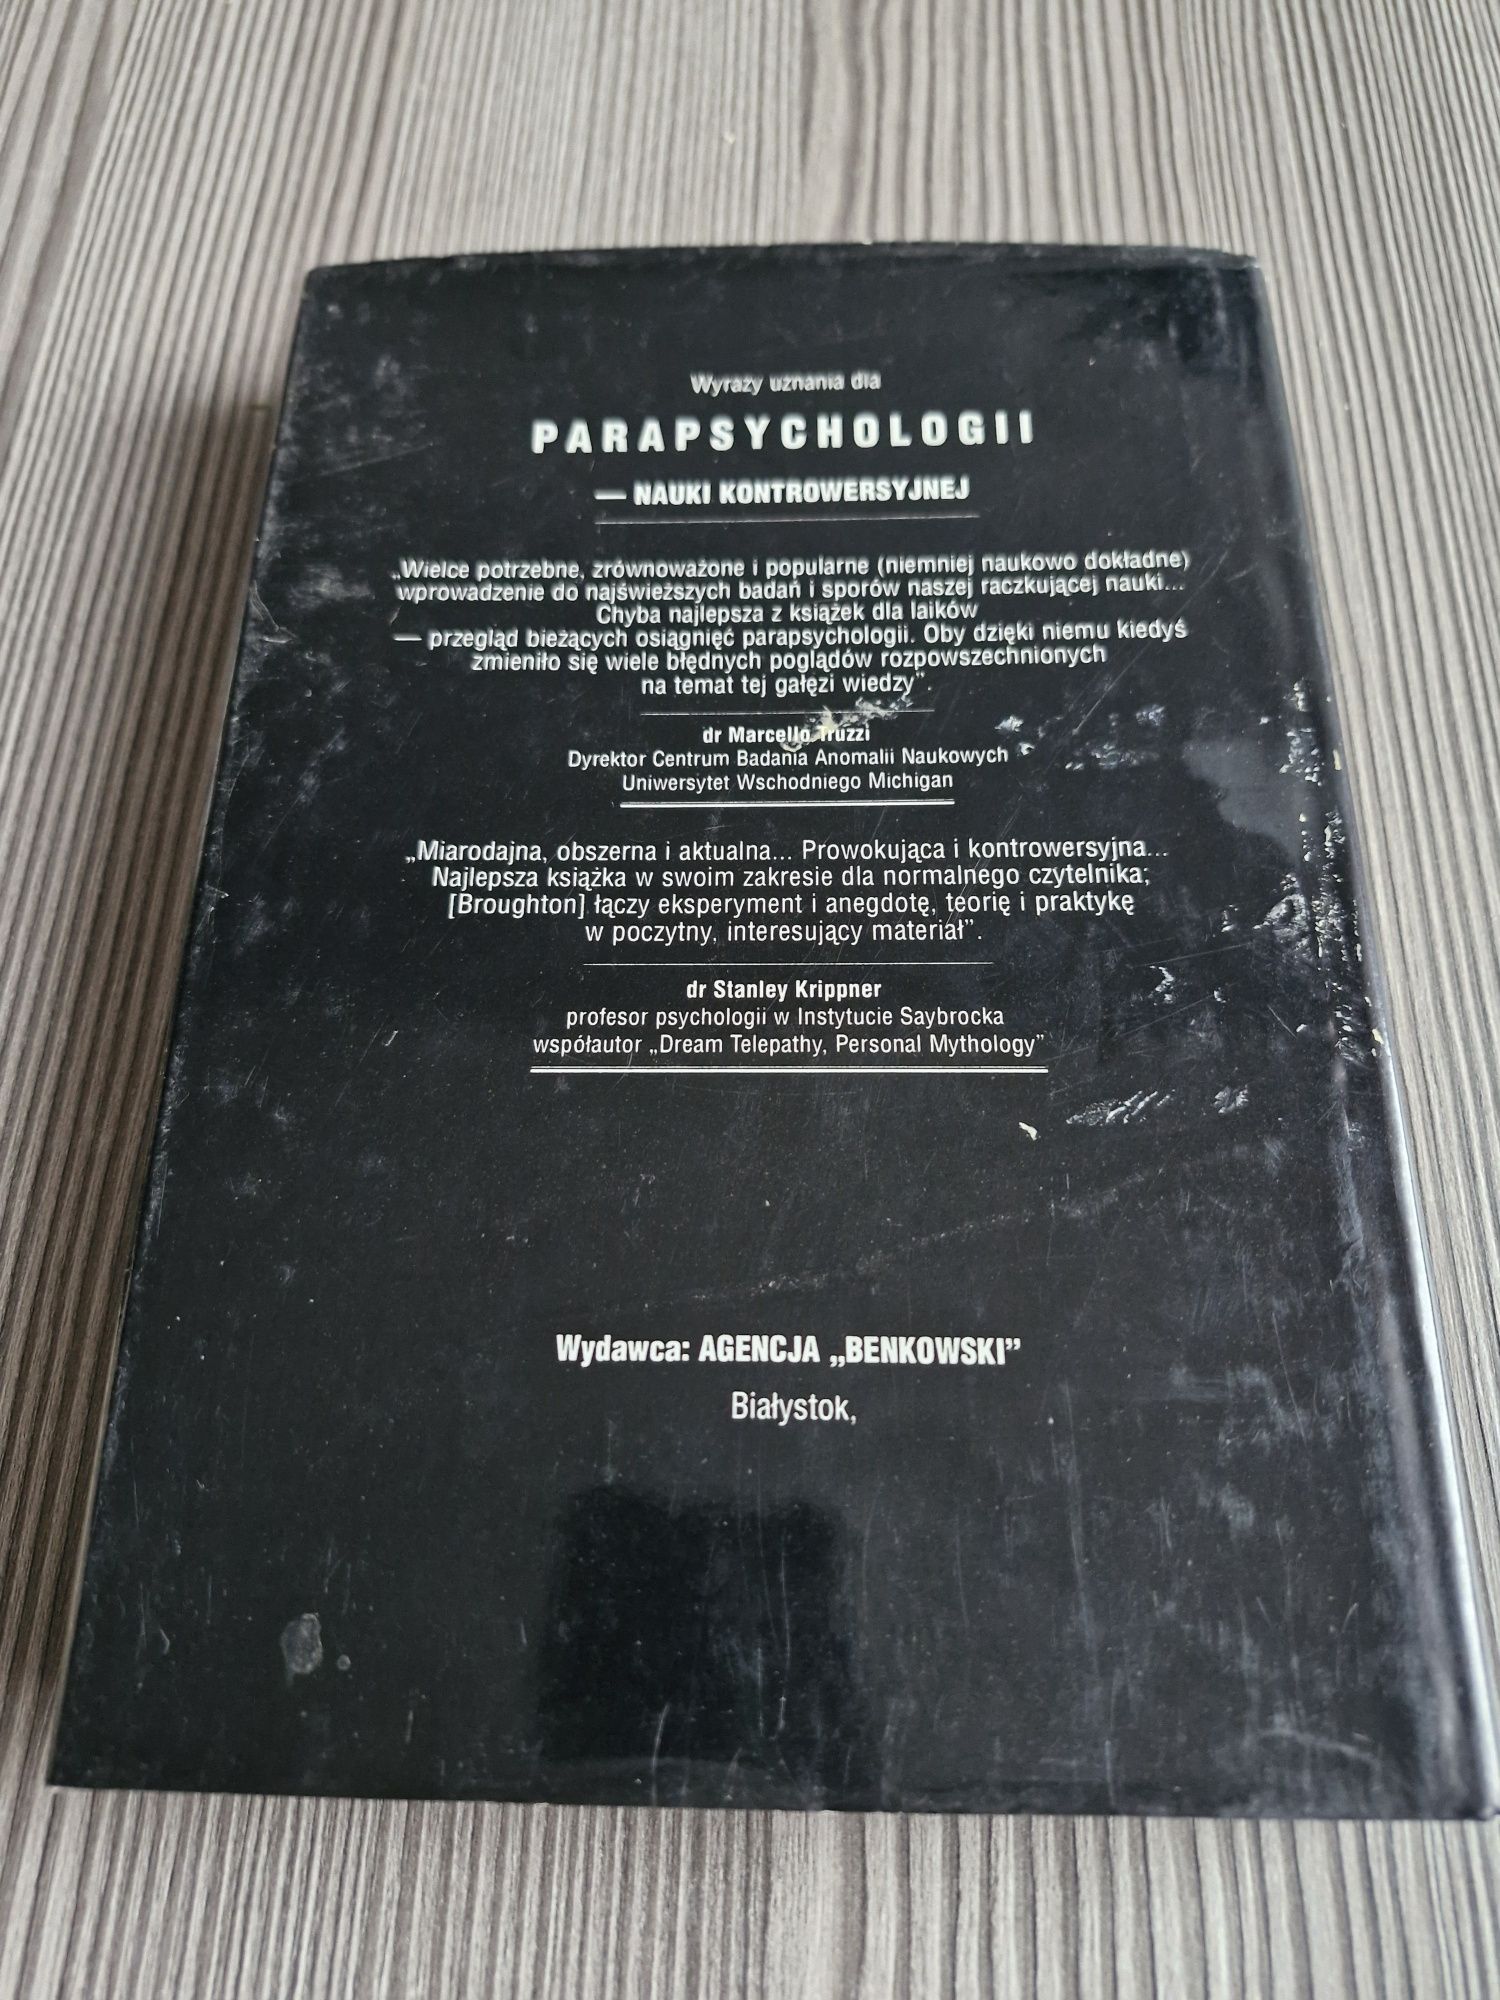 Wyrazy uznania dla
PARAPSYCHOLOGII
— NAUKI KONTROWERSYJNEJ
„Wielce potrzebne, zrównoważone i popularne (niemniej naukowo dokładne)
wprowadzenie do najświeższych badań i sporów naszej raczkującej nauki...
Chyba najlepsza z książek dla laików
— przegląd bieżących osiągnięć parapsychologii. Oby dzięki niemu kiedyś
zmieniło się wiele błędnych poglądów rozpowszechnionych
na temat tej gałęzi wiedzy”.
dr Marcello Truzzi
Dyrektor Centrum Badania Anomalii Naukowych
Uniwersytet Wschodniego Michigan
„Miarodajna, obszerna i aktualna... Prowokująca i kontrowersyjna...
Najlepsza książka w swoim zakresie dla normalnego czytelnika;
[Broughton] łączy eksperyment i anegdotę, teorię i praktykę
w poczytny, interesujący materiał”.
dr Stanley Krippner
profesor psychologii w Instytucie Saybrocka
współautor „Dream Telepathy, Personal Mythology”
Wydawca: AGENCJA „BENKOWSKI”
Białystok,